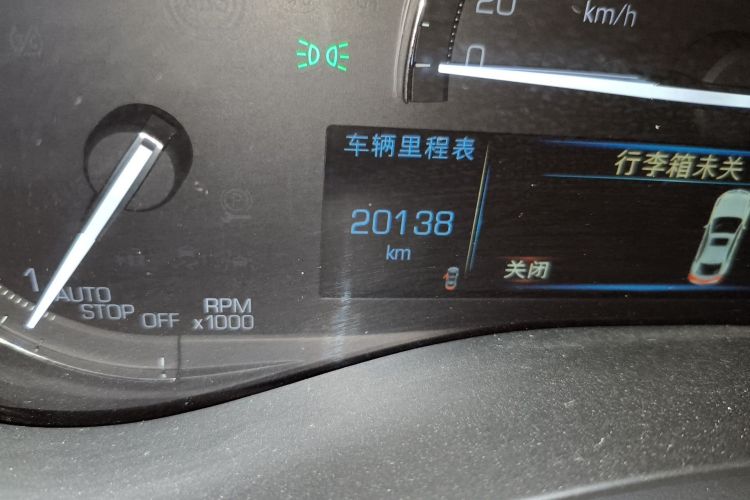 20
km/h
0
车辆里程表
行李箱未关
20138
km
关闭
1
AUTO
STOP
OFF
RPM
x1000